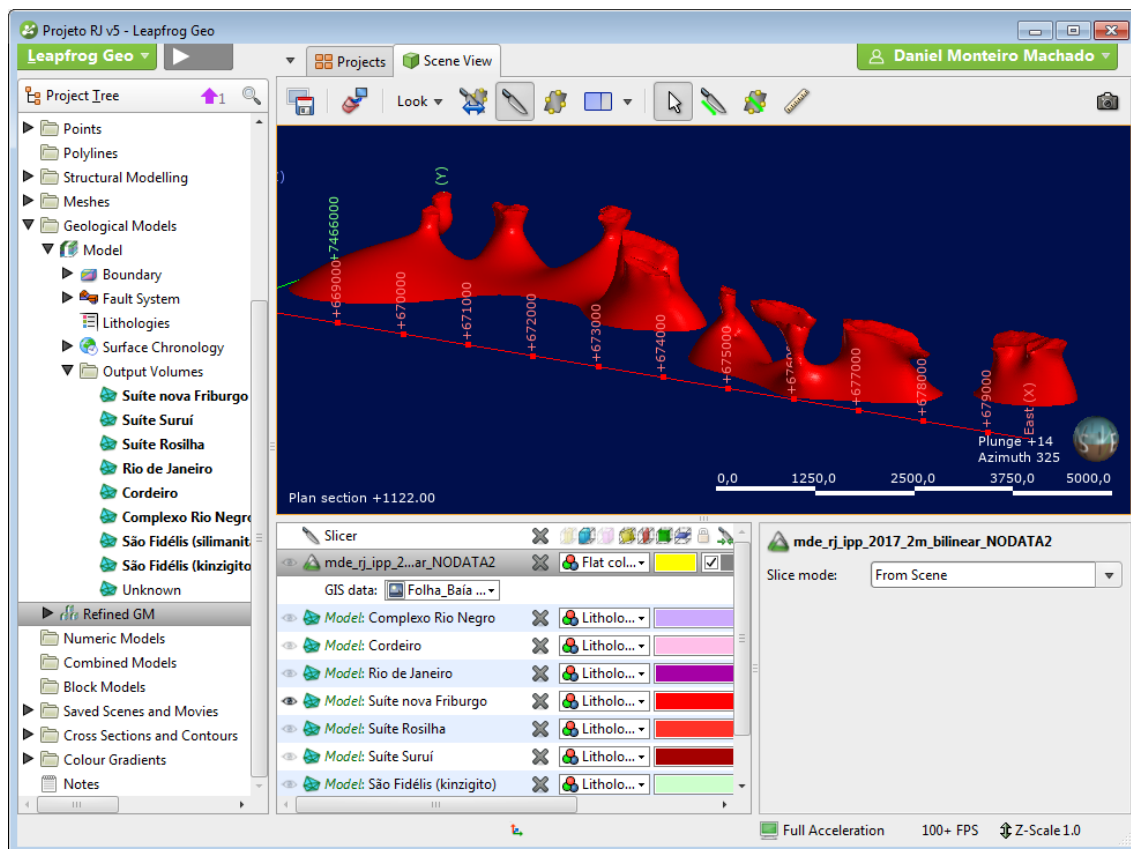 Projeto RJ v5 - Leapfrog Geo
Leapfrog Geo
Projects
Scene View
Daniel Monteiro Machado
Project Tree
1
Look
Points
Polylines
Structural Modelling
Meshes
Geological Models
Model
Boundary
Fault System
Lithologies
Surface Chronology
Output Volumes
Suíte nova Friburgo
Suíte Suruí
Suíte Rosilha
Rio de Janeiro
Cordeiro
Complexo Rio Negr
São Fidélis (silimanit
São Fidélis (kinzigito
Unknown
Refined GM
Numeric Models
Combined Models
Block Models
Saved Scenes and Movies
Cross Sections and Contours
Colour Gradients
Notes
(Y)
+7466000
+669000
+670000
+671000
+672000
+673000
+674000
+675000
+6760
+677000
+678000
+679000
East (X)
Plunge +14
Azimuth 325
0,0 1250,0 2500,0 3750,0 5000,0
Plan section +1122.00
Slicer
mde_rj_ipp_2...ar_NODATA2 Flat col...
GIS data: Folha_Baía ...
Model: Complexo Rio Negro Litholo...
Model: Cordeiro Litholo...
Model: Rio de Janeiro Litholo...
Model: Suíte nova Friburgo Litholo...
Model: Suíte Rosilha Litholo...
Model: Suíte Suruí Litholo...
Model: São Fidélis (kinzigito) Litholo...
mde_rj_ipp_2017_2m_bilinear_NODATA2
Slice mode: From Scene
Full Acceleration 100+ FPS Z-Scale 1.0